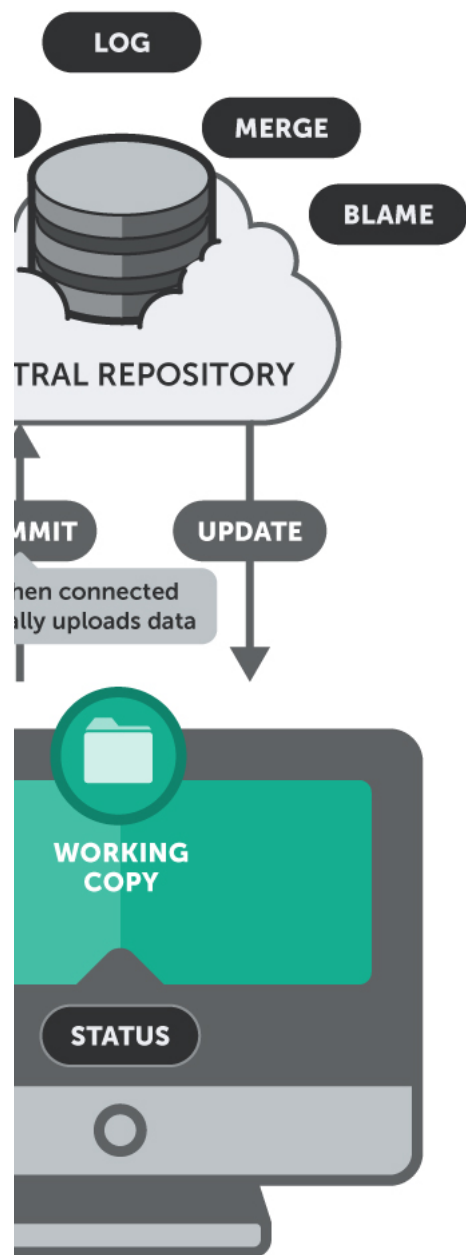 LOG
MERGE
BLAME
TRAL REPOSITORY
MMIT
UPDATE
hen connected
ally uploads data
WORKING
COPY
STATUS